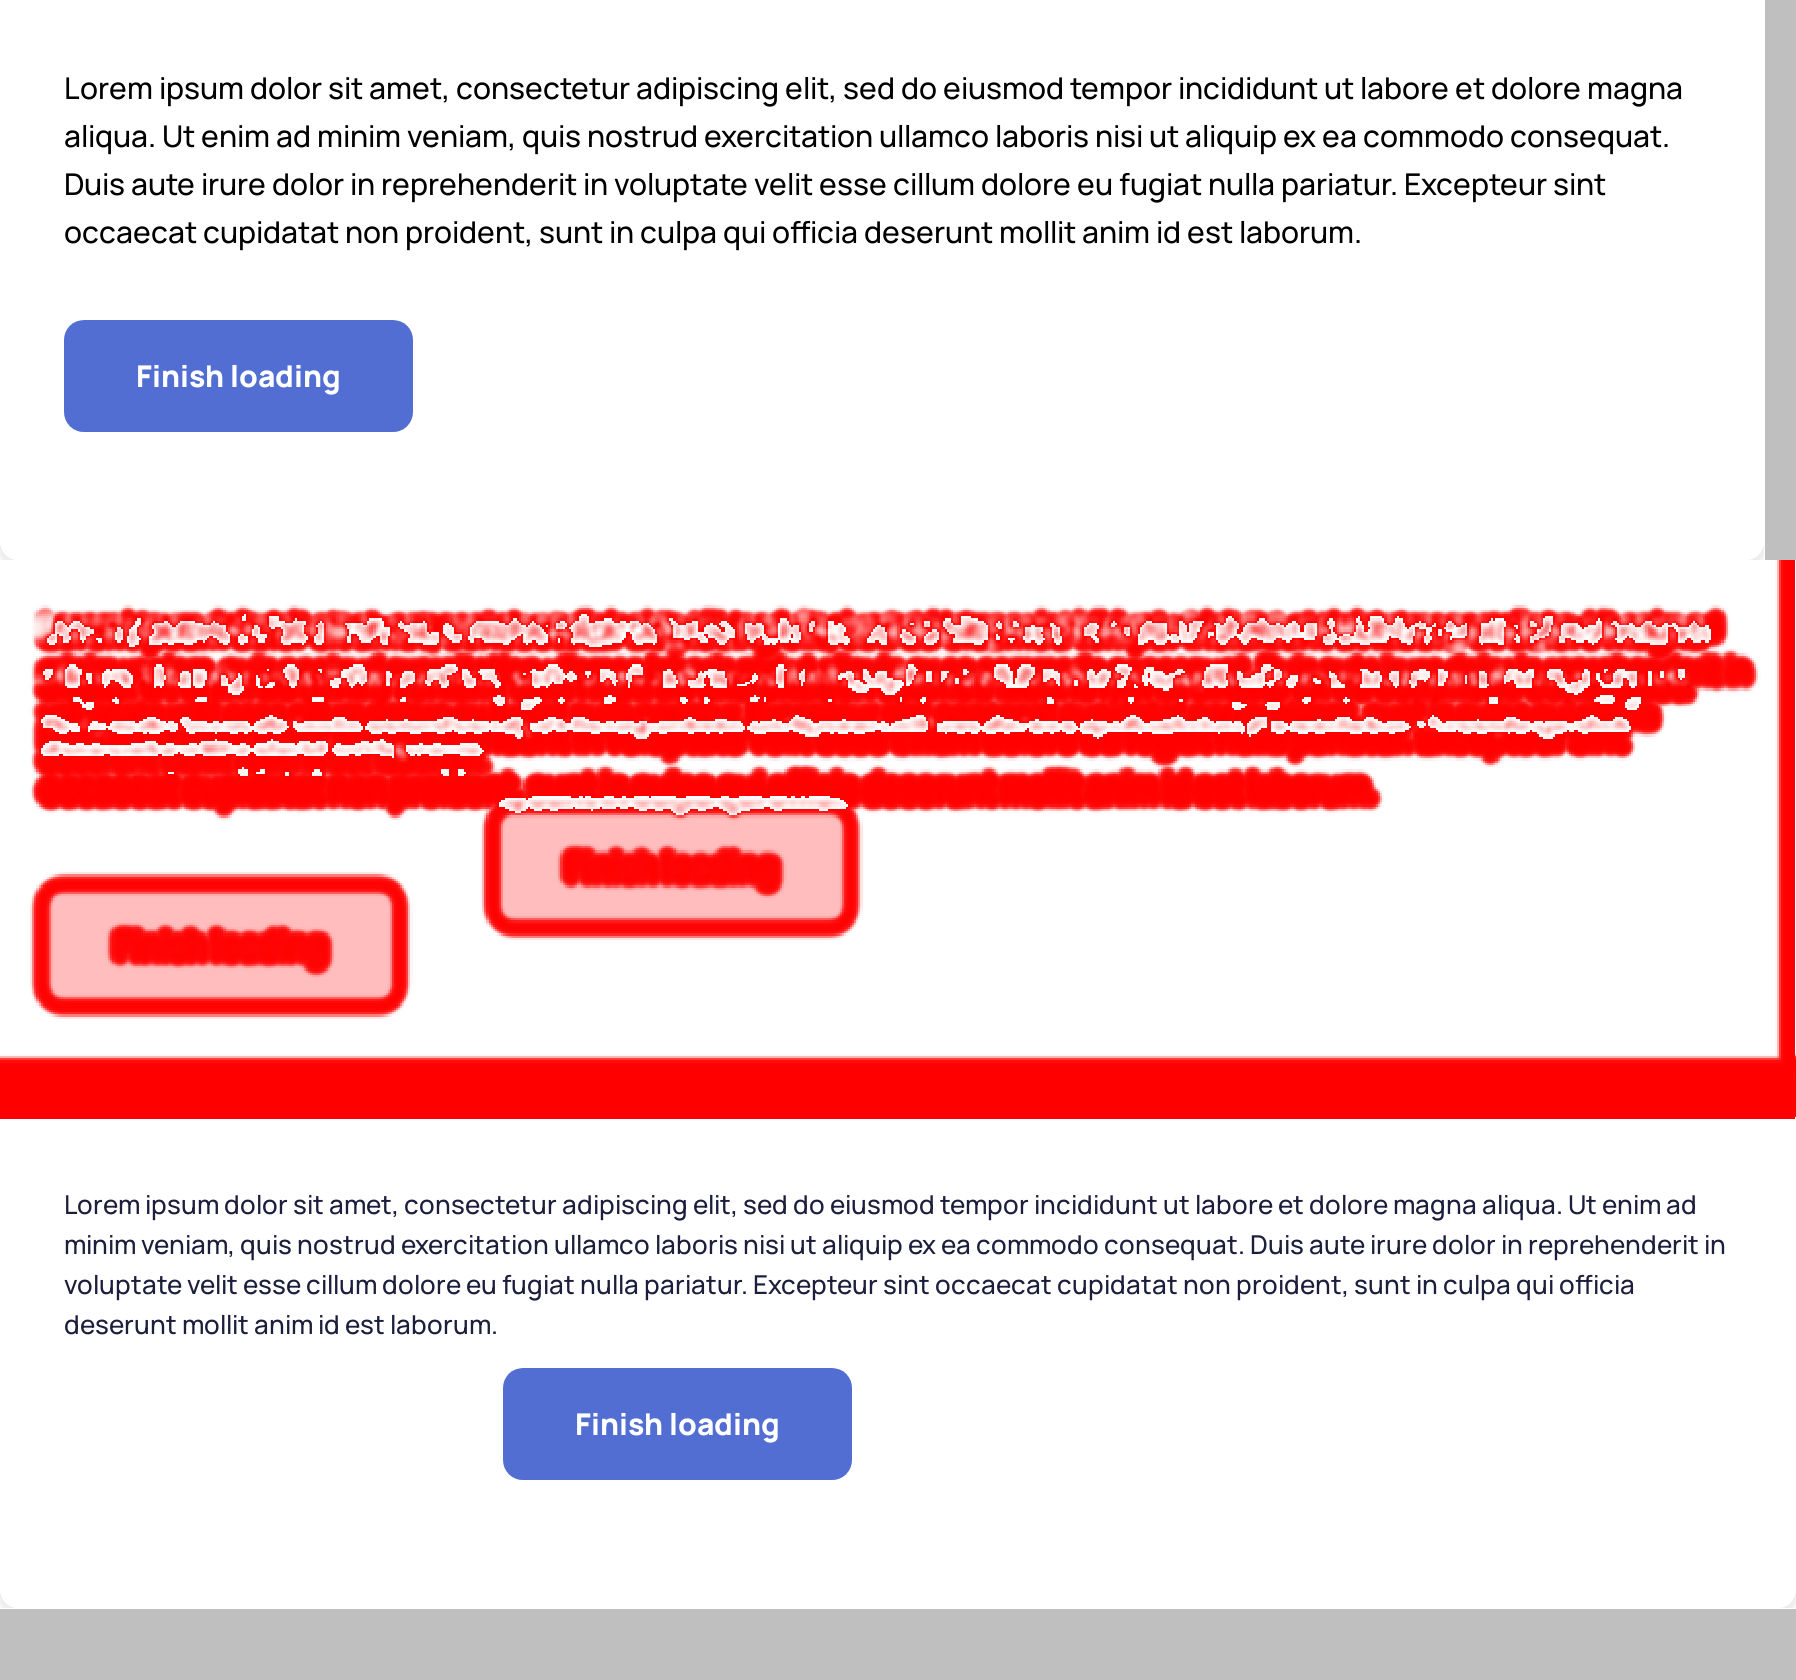 Lorem ipsum dolor sit amet, consectetur adipiscing elit, sed do eiusmod tempor incididunt ut labore et dolore magna
aliqua. Ut enim ad minim veniam, quis nostrud exercitation ullamco laboris nisi ut aliquip ex ea commodo consequat.
Duis aute irure dolor in reprehenderit in voluptate velit esse cillum dolore eu fugiat nulla pariatur. Excepteur sint
occaecat cupidatat non proident, sunt in culpa qui officia deserunt mollit anim id est laborum.
Finish loading
Finish loading
Finish loading
Lorem ipsum dolor sit amet, consectetur adipiscing elit, sed do eiusmod tempor incididunt ut labore et dolore magna aliqua. Ut enim ad
minim veniam, quis nostrud exercitation ullamco laboris nisi ut aliquip ex ea commodo consequat. Duis aute irure dolor in reprehenderit in
voluptate velit esse cillum dolore eu fugiat nulla pariatur. Excepteur sint occaecat cupidatat non proident, sunt in culpa qui officia
deserunt mollit anim id est laborum.
Finish loading